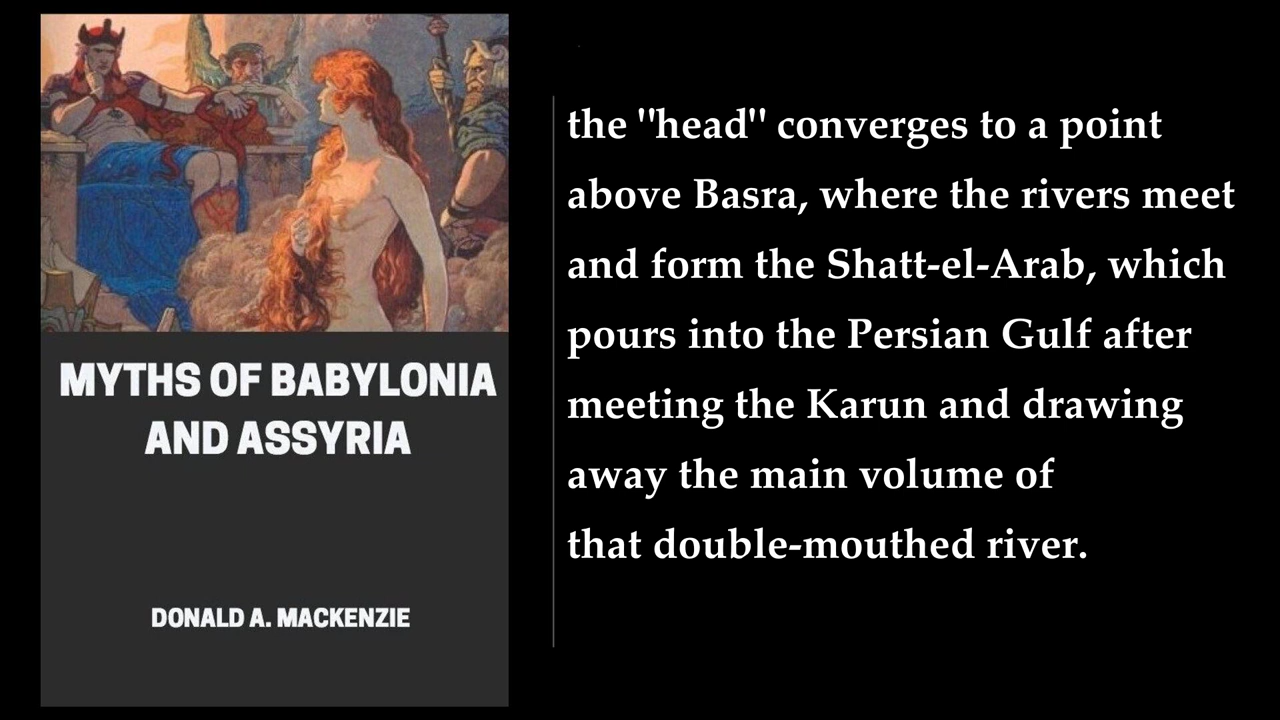 MYTHS OF BABYLONIA
AND ASSYRIA
DONALD A. MACKENZIE
the "head" converges to a point
above Basra, where the rivers meet
and form the Shatt-el-Arab, which
pours into the Persian Gulf after
meeting the Karun and drawing
away the main volume of
that double-mouthed river.